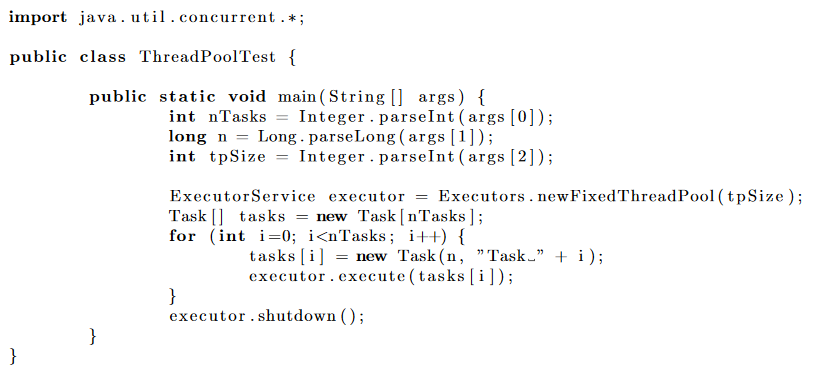 import java.util.concurrent.*;
public class ThreadPoolTest {
public static void main(String[] args) {
int nTasks = Integer.parseInt(args[0]);
long n = Long.parseLong(args[1]);
int tpSize = Integer.parseInt(args[2]);
ExecutorService executor = Executors.newFixedThreadPool(tpSize);
Task[] tasks = new Task[nTasks];
for (int i=0; i<nTasks; i++) {
tasks[i] = new Task(n, ”Task␣” + i);
executor.execute(tasks[i]);
}
executor.shutdown();
}
}